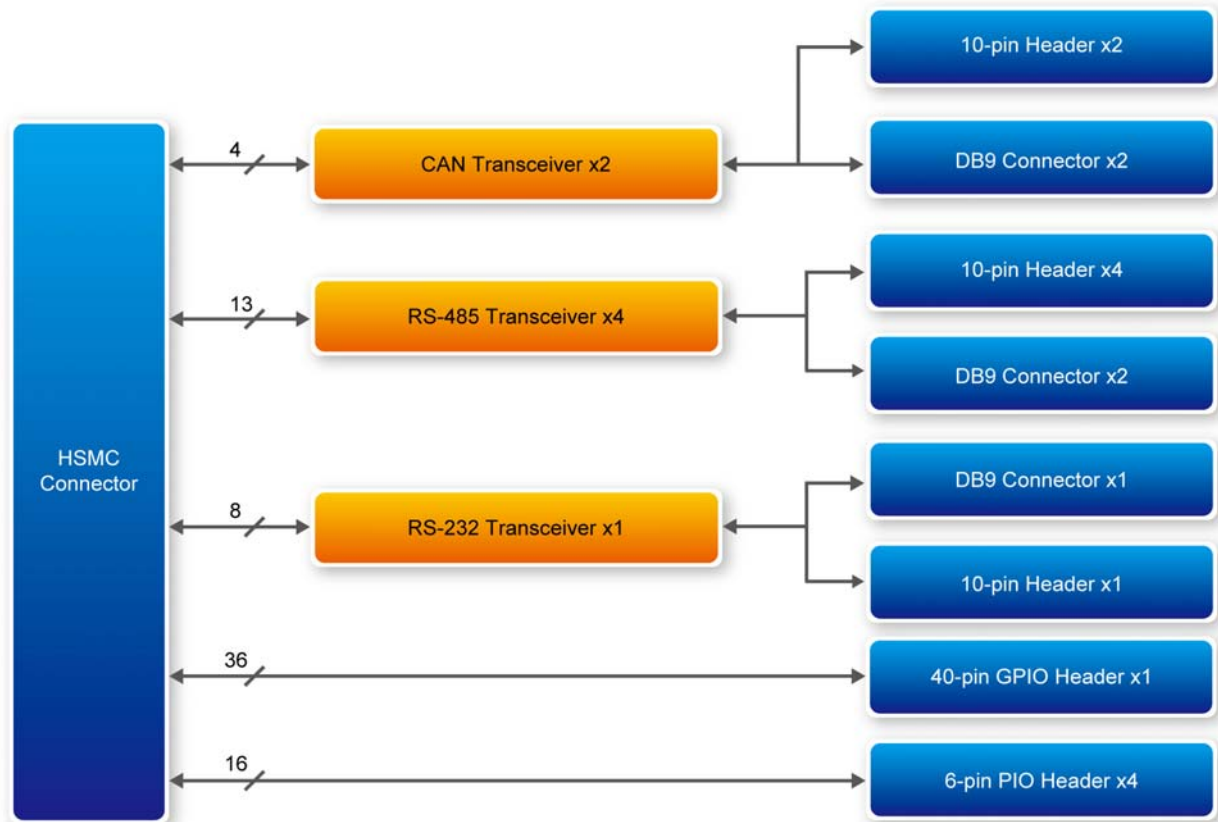 10-pin Header x2
4
CAN Transceiver x2
DB9 Connector x2
10-pin Header x4
13
RS-485 Transceiver x4
DB9 Connector x2
HSMC
Connector
DB9 Connector x1
8
RS-232 Transceiver x1
10-pin Header x1
36
40-pin GPIO Header x1
16
6-pin PIO Header x4